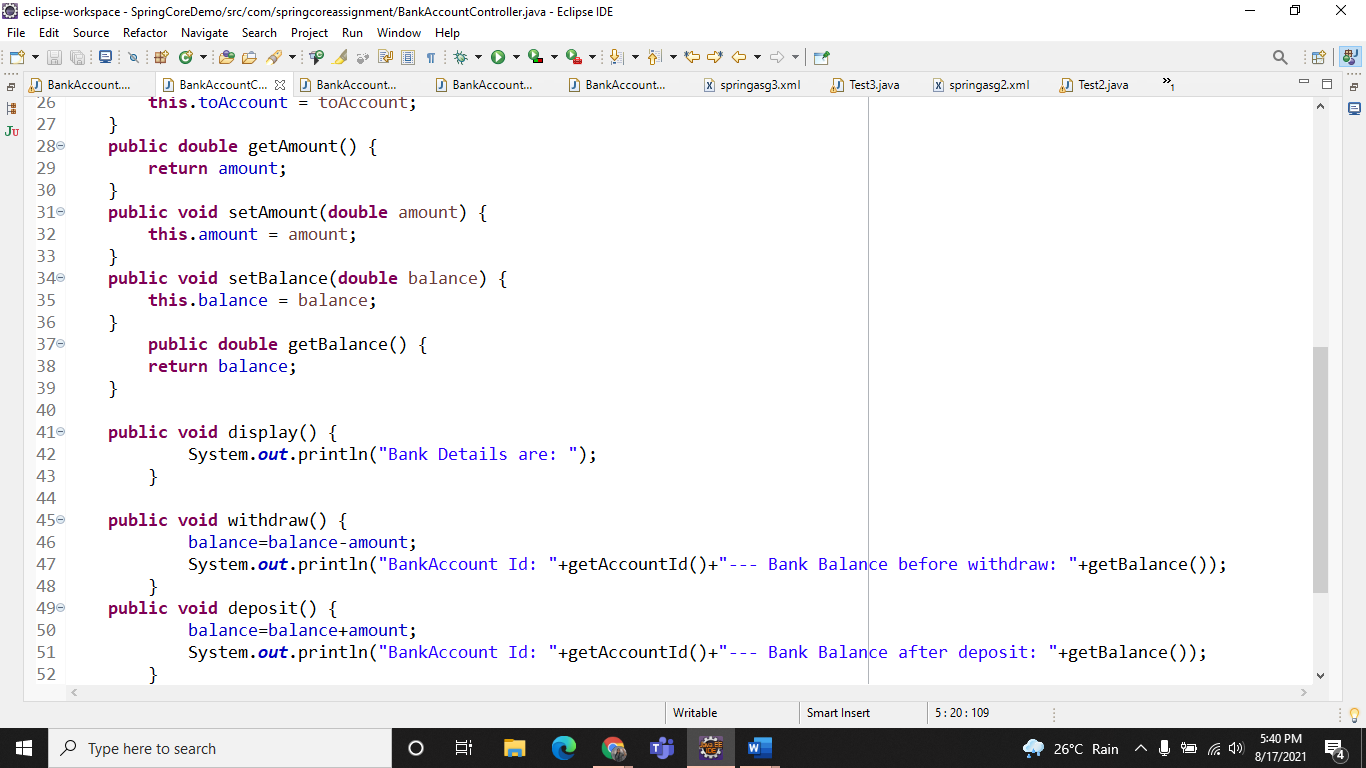 eclipse-workspace - SpringCoreDemo/src/com/springcoreassignment/BankAccountController.java - Eclipse IDE
File Edit Source Refactor Navigate Search Project Run Window Help
BankAccount.... BankAccountC... BankAccount... BankAccount... BankAccount... springasg3.xml Test3.java springasg2.xml Test2.java »1
26 this.toAccount = toAccount;
27 }
28 public double getAmount() {
29 return amount;
30 }
31 public void setAmount(double amount) {
32 this.amount = amount;
33 }
34 public void setBalance(double balance) {
35 this.balance = balance;
36 }
37 public double getBalance() {
38 return balance;
39 }
40
41 public void display() {
42 System.out.println("Bank Details are: ");
43 }
44
45 public void withdraw() {
46 balance=balance-amount;
47 System.out.println("BankAccount Id: "+getAccountId()+"--- Bank Balance before withdraw: "+getBalance());
48 }
49 public void deposit() {
50 balance=balance+amount;
51 System.out.println("BankAccount Id: "+getAccountId()+"--- Bank Balance after deposit: "+getBalance());
52 }
Writable Smart Insert 5 : 20 : 109
Type here to search
26°C Rain
5:40 PM
8/17/2021
4